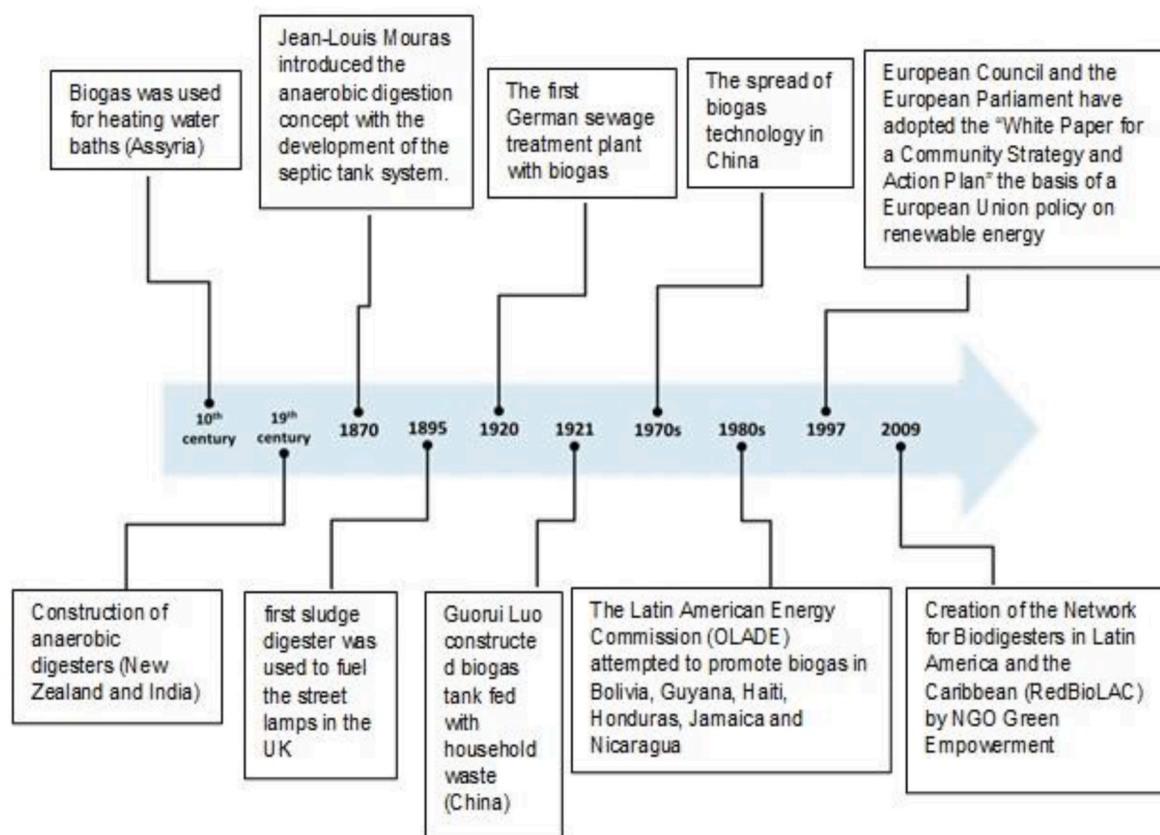 Biogas was used
for heating water
baths (Assyria)
Jean-Louis Mouras
introduced the
anaerobic digestion
concept with the
development of the
septic tank system.
The first
German sewage
treatment plant
with biogas
The spread of
biogas
technology in
China
European Council and the
European Parliament have
adopted the “White Paper for
a Community Strategy and
Action Plan” the basis of a
European Union policy on
renewable energy
10th
century
19th
century
1870
1895
1920
1921
1970s
1980s
1997
2009
Construction of
anaerobic
digesters (New
Zealand and India)
first sludge
digester was
used to fuel
the street
lamps in the
UK
Guorui Luo
constructe
d biogas
tank fed
with
household
waste
(China)
The Latin American Energy
Commission (OLADE)
attempted to promote biogas in
Bolivia, Guyana, Haiti,
Honduras, Jamaica and
Nicaragua
Creation of the Network
for Biodigesters in Latin
America and the
Caribbean (RedBioLAC)
by NGO Green
Empowerment